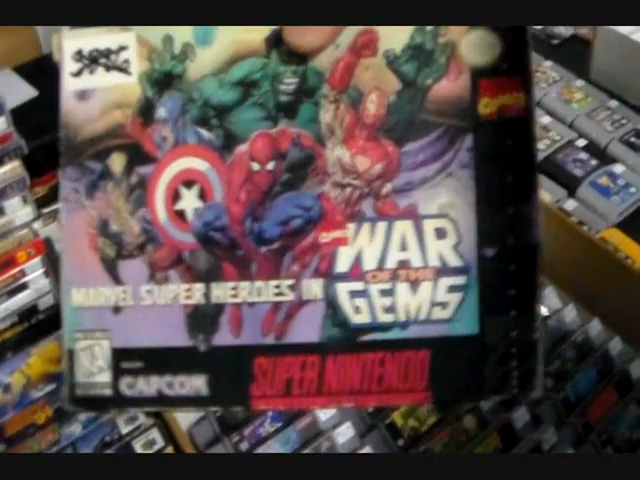 WAR
OF THE
GEMS
MARVEL SUPER HEROES IN
CAPCOM
SUPER NINTENDO